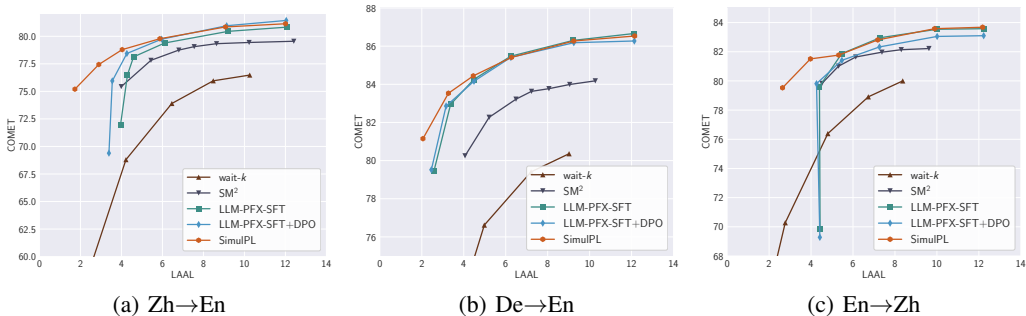 COMET
80.0
77.5
75.0
72.5
70.0
67.5
65.0
62.5
60.0
0 2 4 6 8 10 12 14
LAAL
wait-k
SM²
LLM-PFX-SFT
LLM-PFX-SFT+DPO
SimulPL
(a) Zh→En
COMET
88
86
84
82
80
78
76
0 2 4 6 8 10 12 14
LAAL
wait-k
SM²
LLM-PFX-SFT
LLM-PFX-SFT+DPO
SimulPL
(b) De→En
COMET
84
82
80
78
76
74
72
70
68
0 2 4 6 8 10 12 14
LAAL
wait-k
SM²
LLM-PFX-SFT
LLM-PFX-SFT+DPO
SimulPL
(c) En→Zh